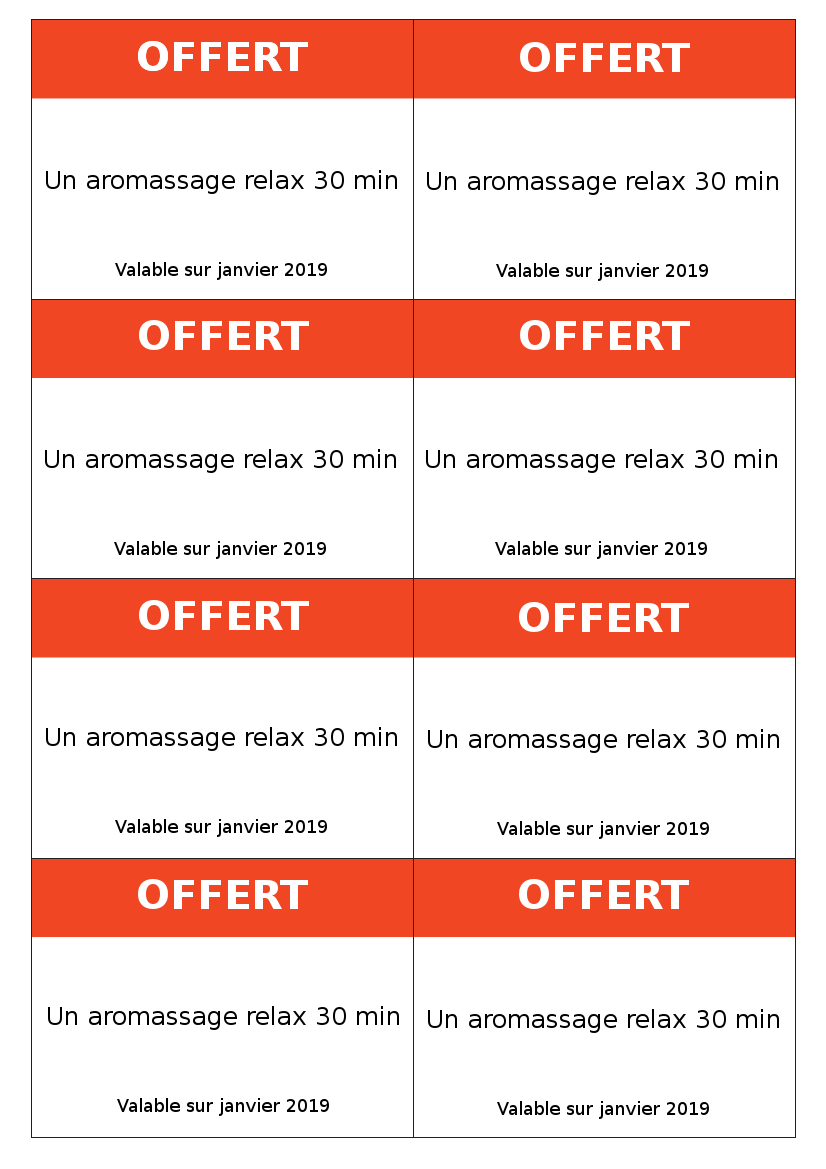 OFFERT
Un aromassage relax 30 min
Valable sur janvier 2019
OFFERT
Un aromassage relax 30 min
Valable sur janvier 2019
OFFERT
Un aromassage relax 30 min
Valable sur janvier 2019
OFFERT
Un aromassage relax 30 min
Valable sur janvier 2019
OFFERT
Un aromassage relax 30 min
Valable sur janvier 2019
OFFERT
Un aromassage relax 30 min
Valable sur janvier 2019
OFFERT
Un aromassage relax 30 min
Valable sur janvier 2019
OFFERT
Un aromassage relax 30 min
Valable sur janvier 2019